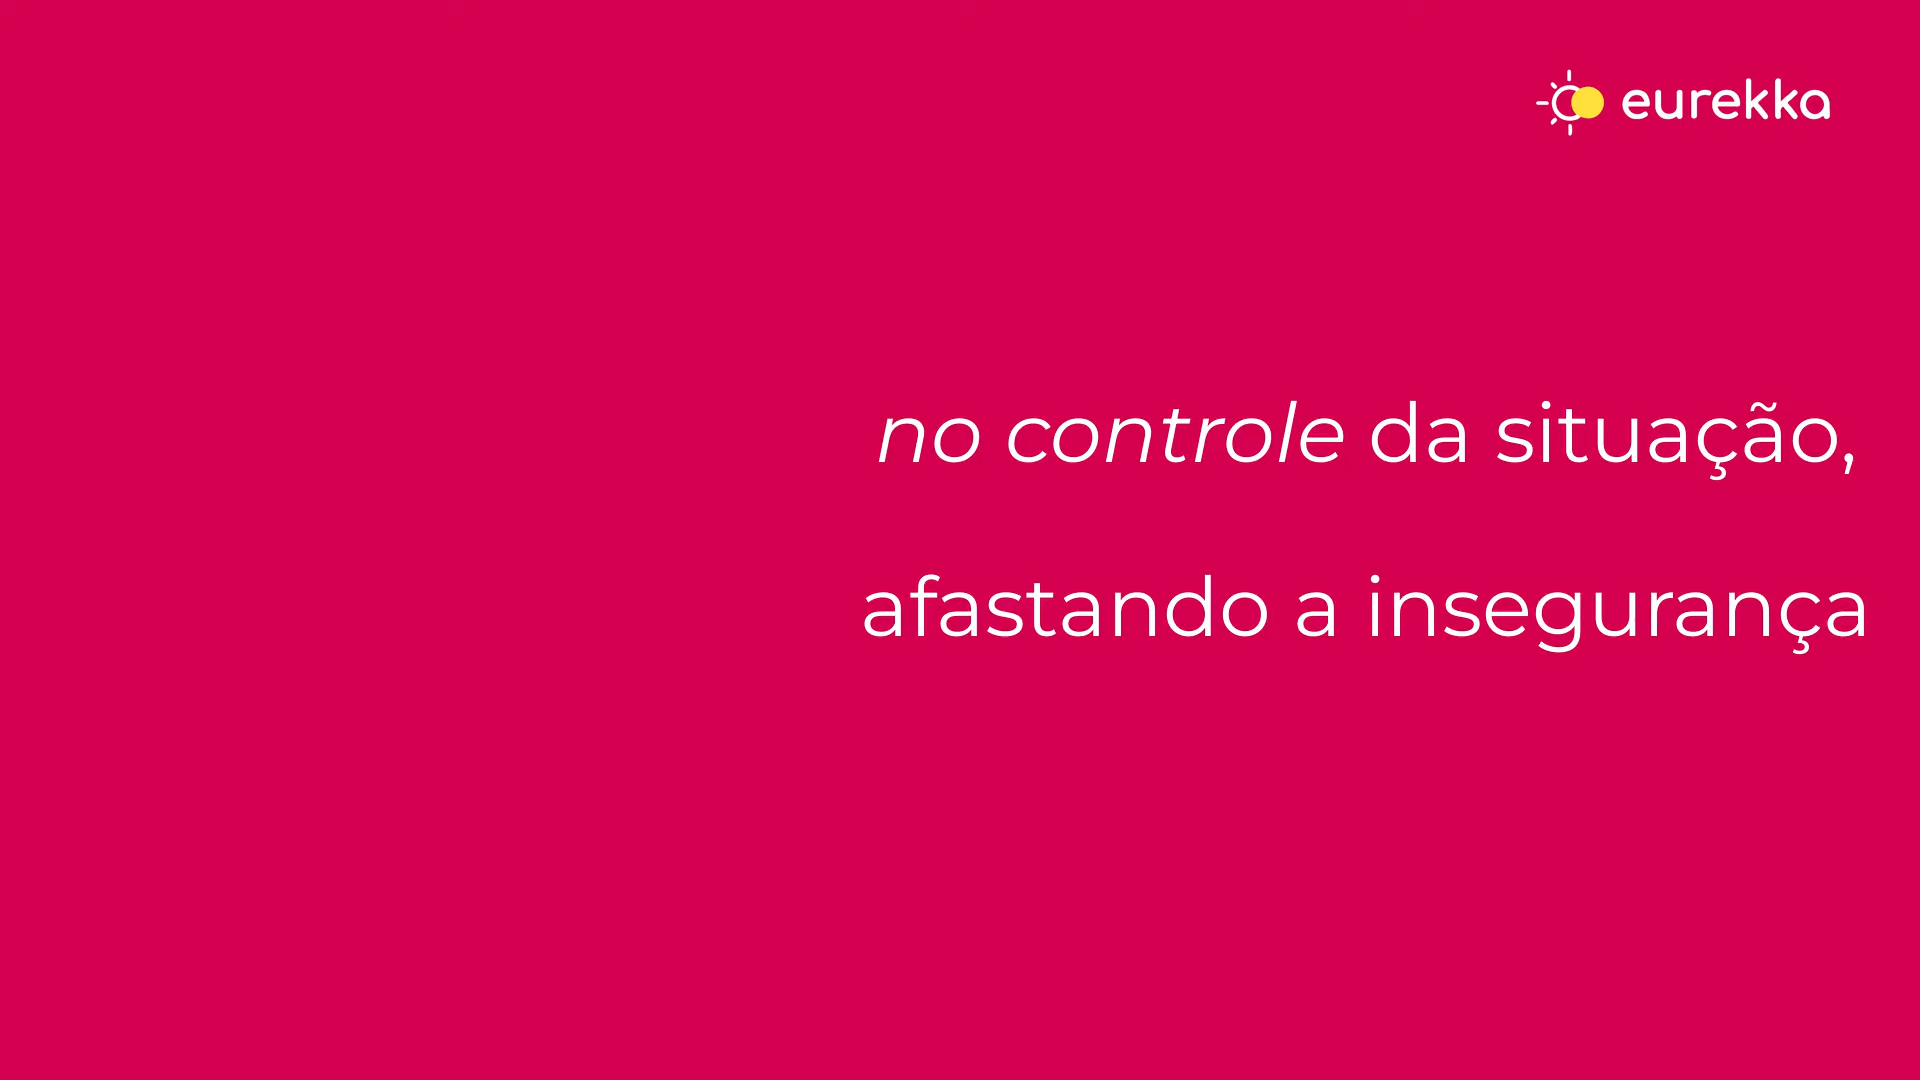 eurekka
no controle da situação,
afastando a insegurança